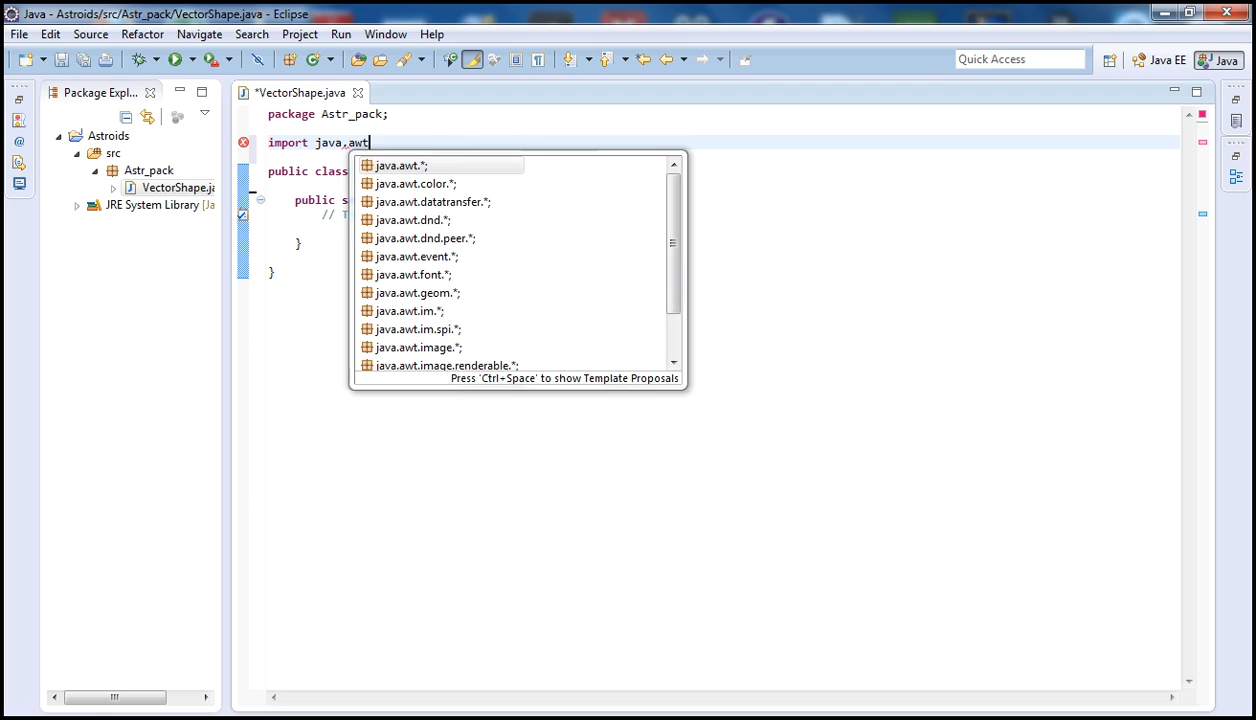 Java - Astroids/src/Astr_pack/VectorShape.java - Eclipse
File Edit Source Refactor Navigate Search Project Run Window Help
Quick Access
Java EE
Java
Package Expl...
*VectorShape.java
Astroids
src
Astr_pack
VectorShape.ja
JRE System Library [Ja
package Astr_pack;
import java.awt
public class
public s
// T
}
}
java.awt.*;
java.awt.color.*;
java.awt.datatransfer.*;
java.awt.dnd.*;
java.awt.dnd.peer.*;
java.awt.event.*;
java.awt.font.*;
java.awt.geom.*;
java.awt.im.*;
java.awt.im.spi.*;
java.awt.image.*;
java.awt.image.renderable.*;
Press 'Ctrl+Space' to show Template Proposals